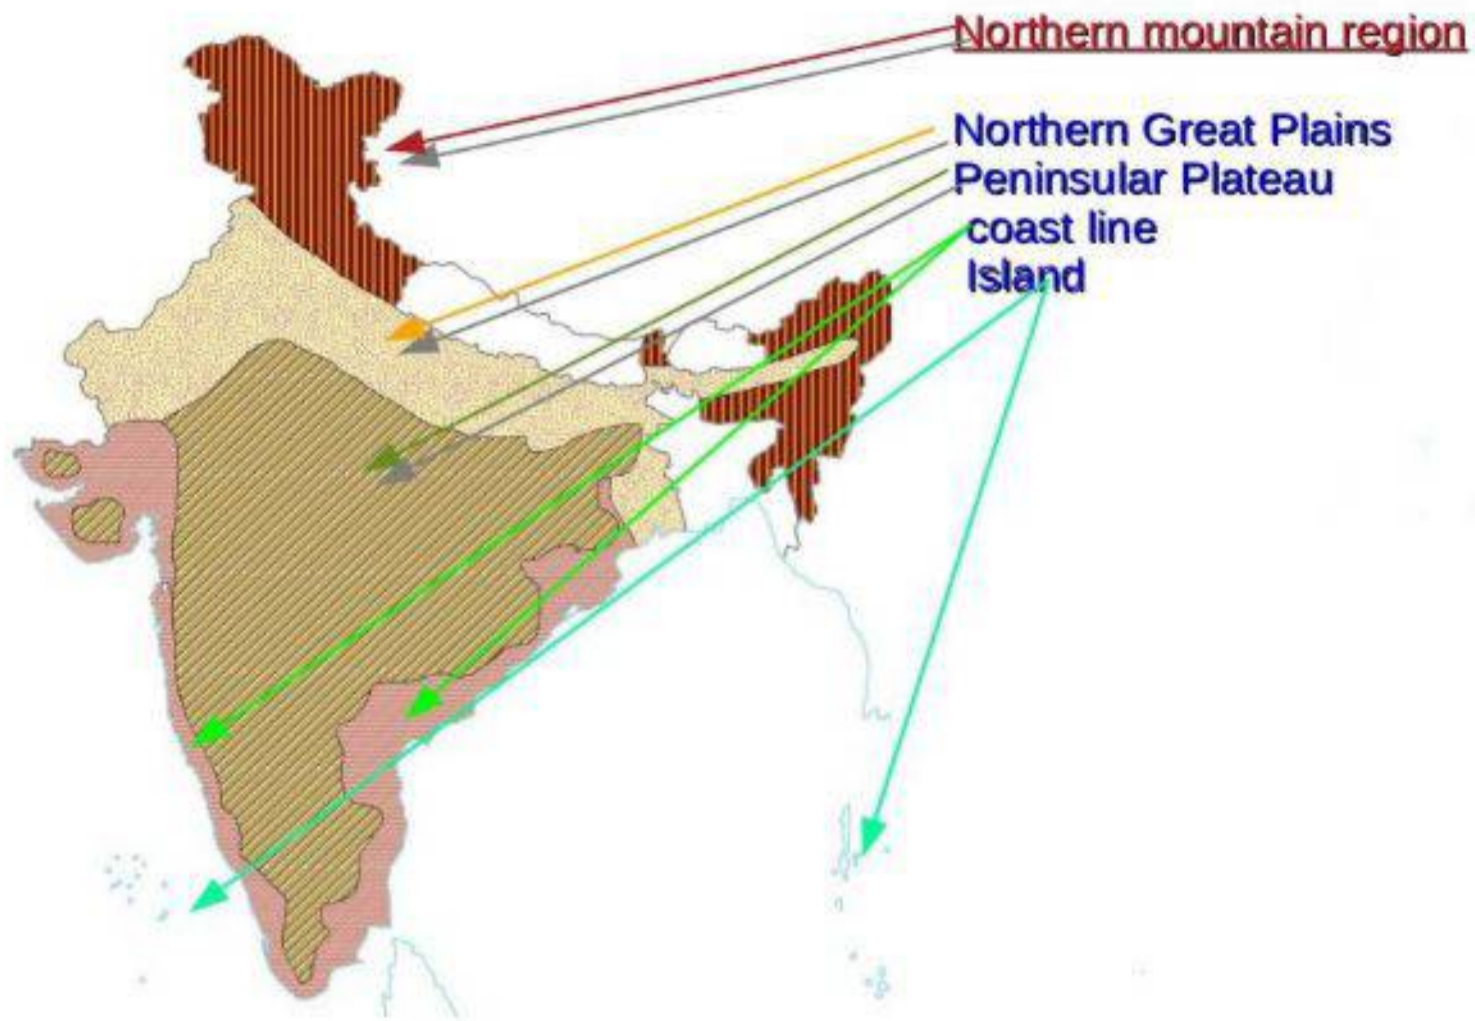 Northern mountain region
Northern Great Plains
Peninsular Plateau
coast line
Island